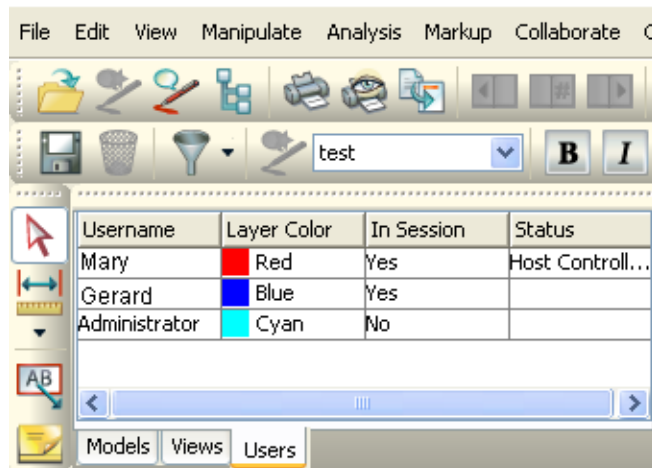 File Edit View Manipulate Analysis Markup Collaborate
#
test B I
Username Layer Color In Session Status
Mary Red Yes Host Controll...
Gerard Blue Yes
Administrator Cyan No
AB
Models Views Users